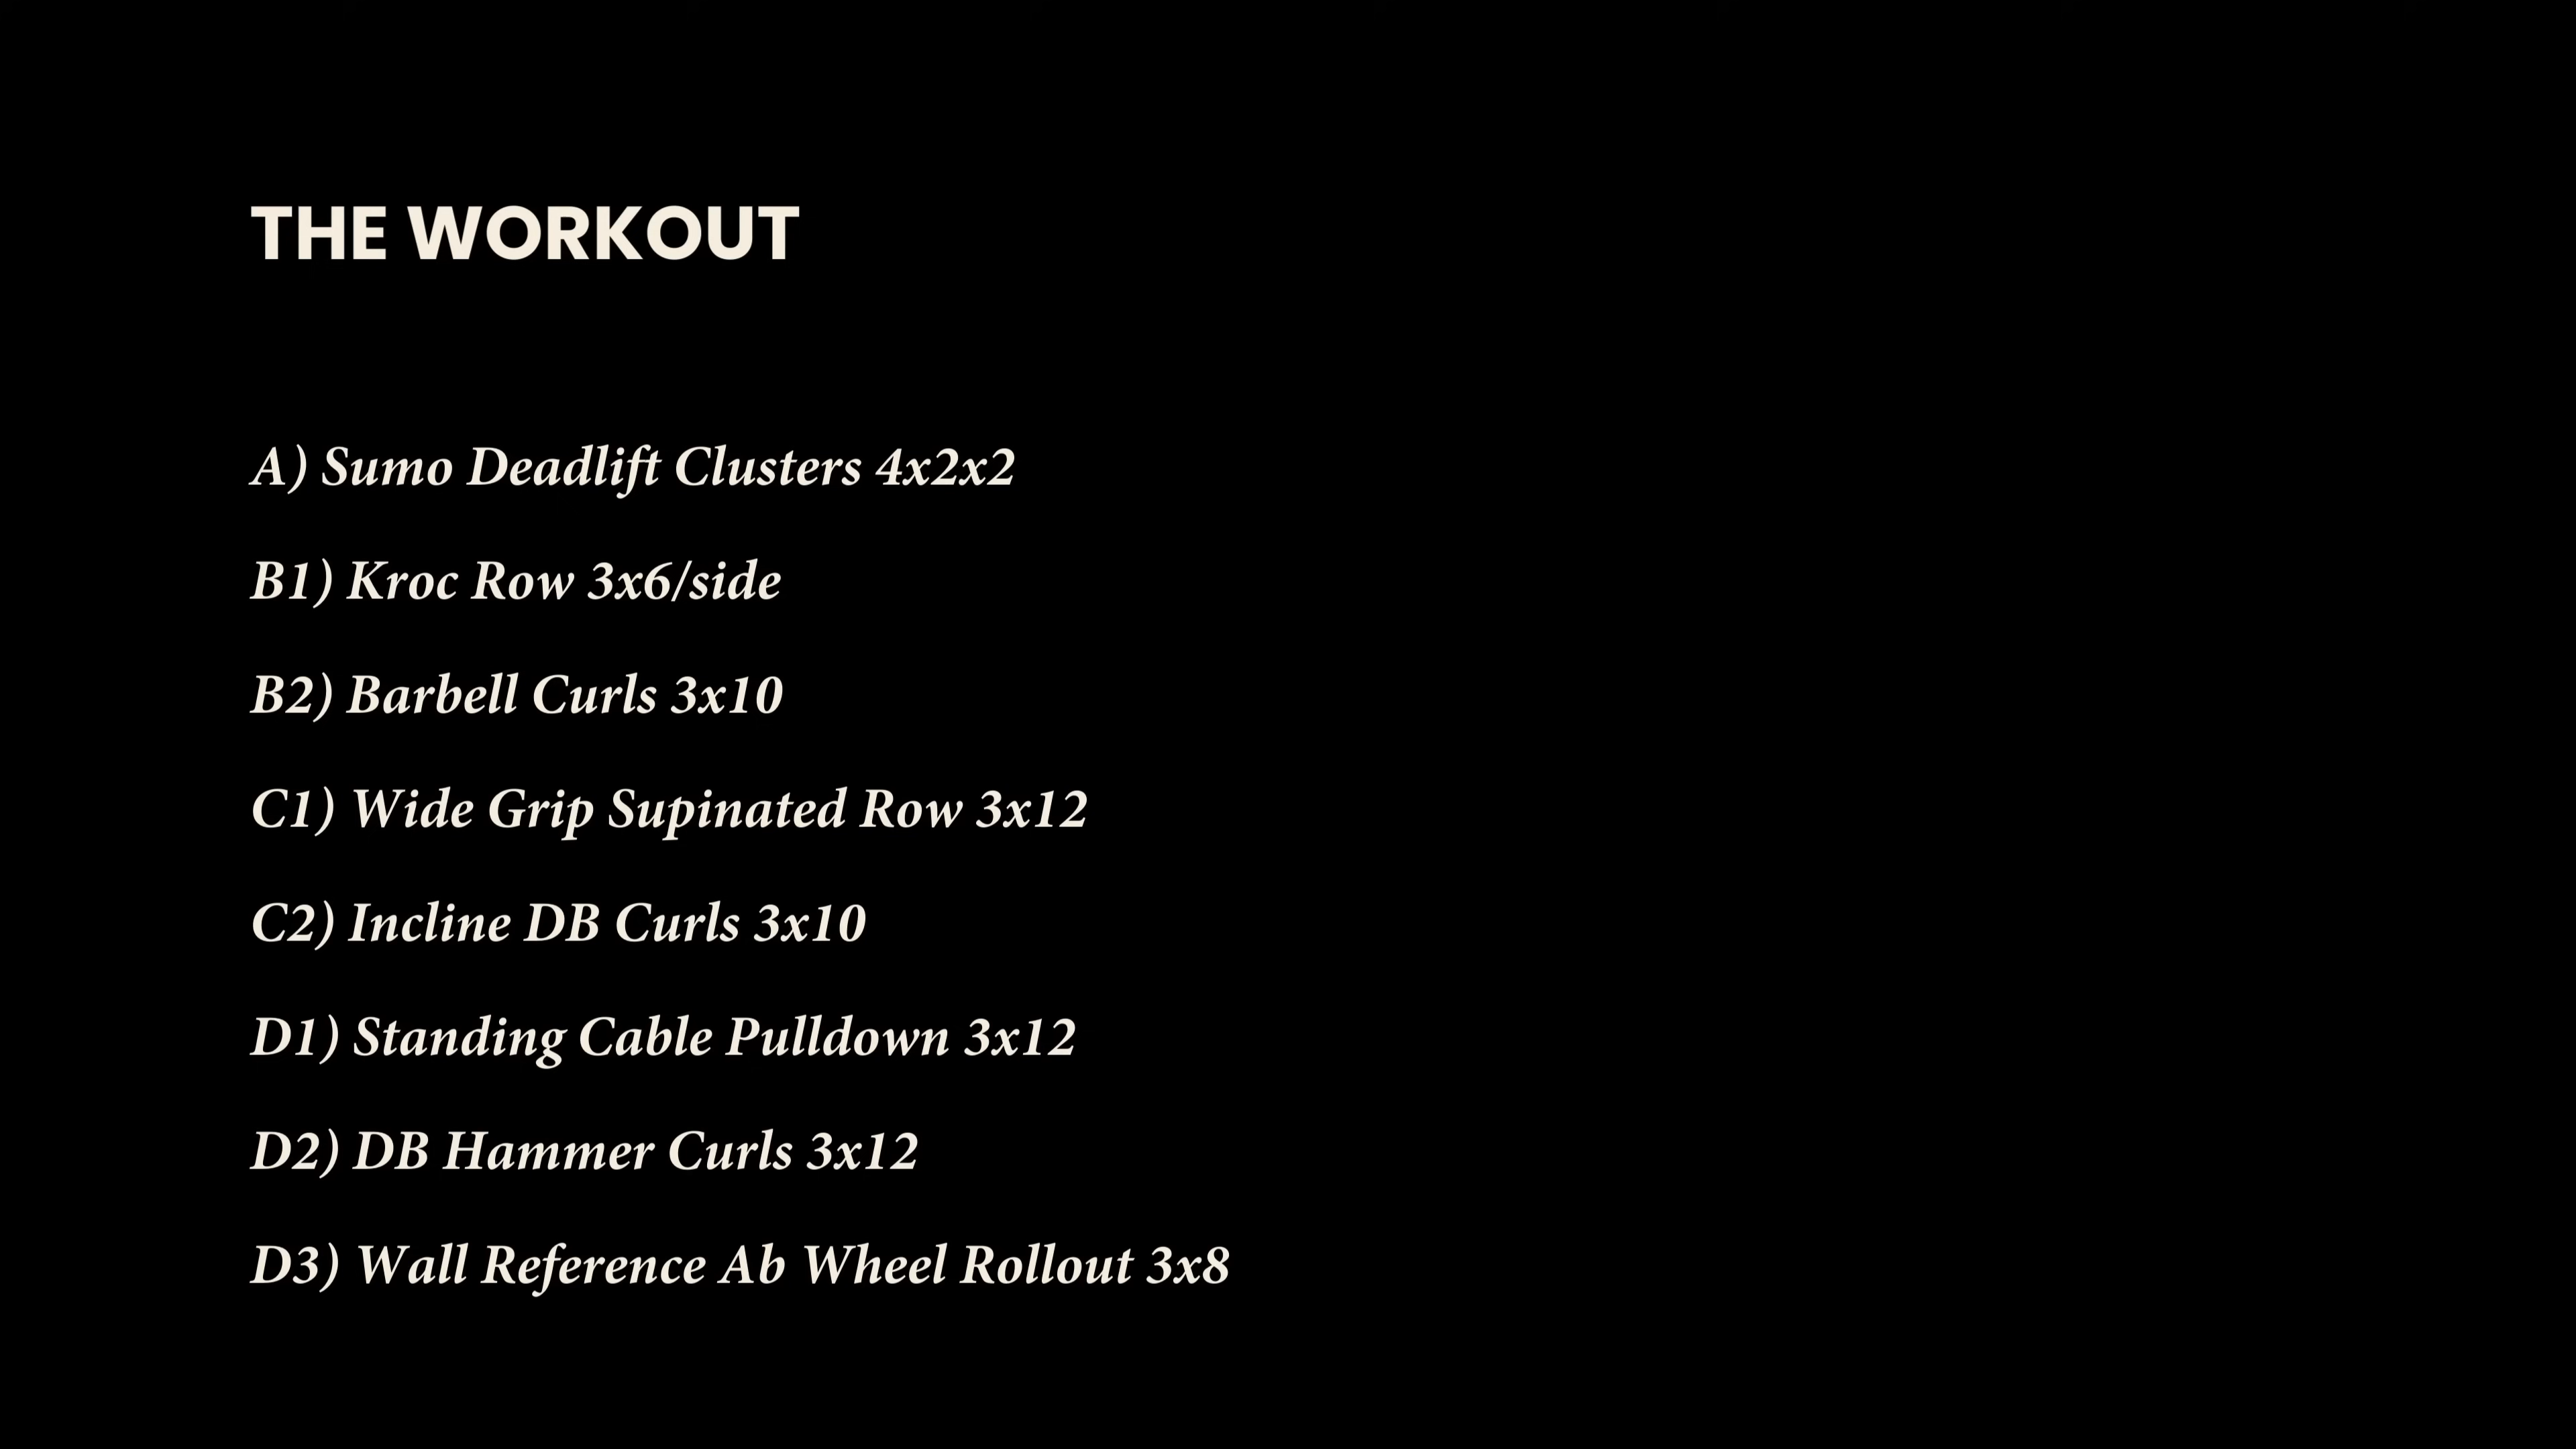 THE WORKOUT
A) Sumo Deadlift Clusters 4x2x2
B1) Kroc Row 3x6/side
B2) Barbell Curls 3x10
C1) Wide Grip Supinated Row 3x12
C2) Incline DB Curls 3x10
D1) Standing Cable Pulldown 3x12
D2) DB Hammer Curls 3x12
D3) Wall Reference Ab Wheel Rollout 3x8